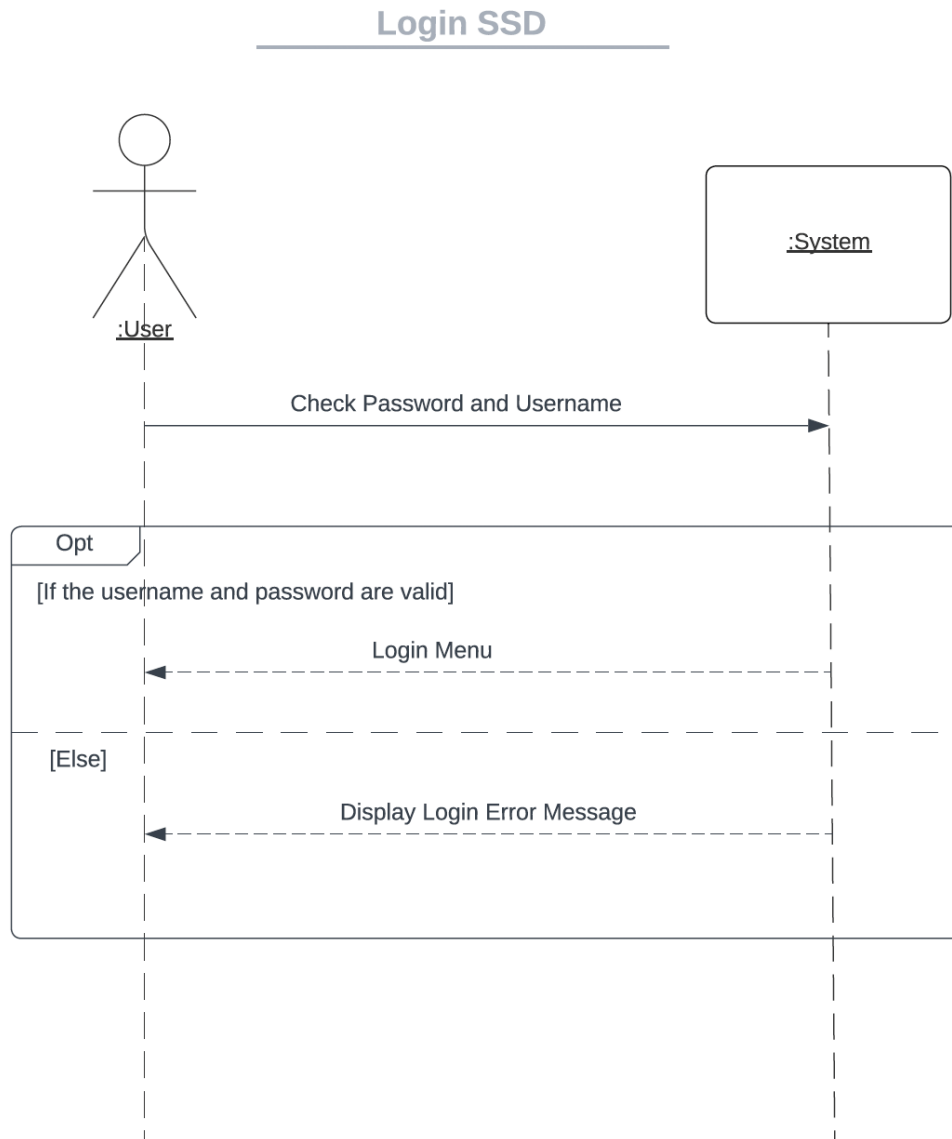 Login SSD
:System
:User
Check Password and Username
Opt
[If the username and password are valid]
Login Menu
[Else]
Display Login Error Message